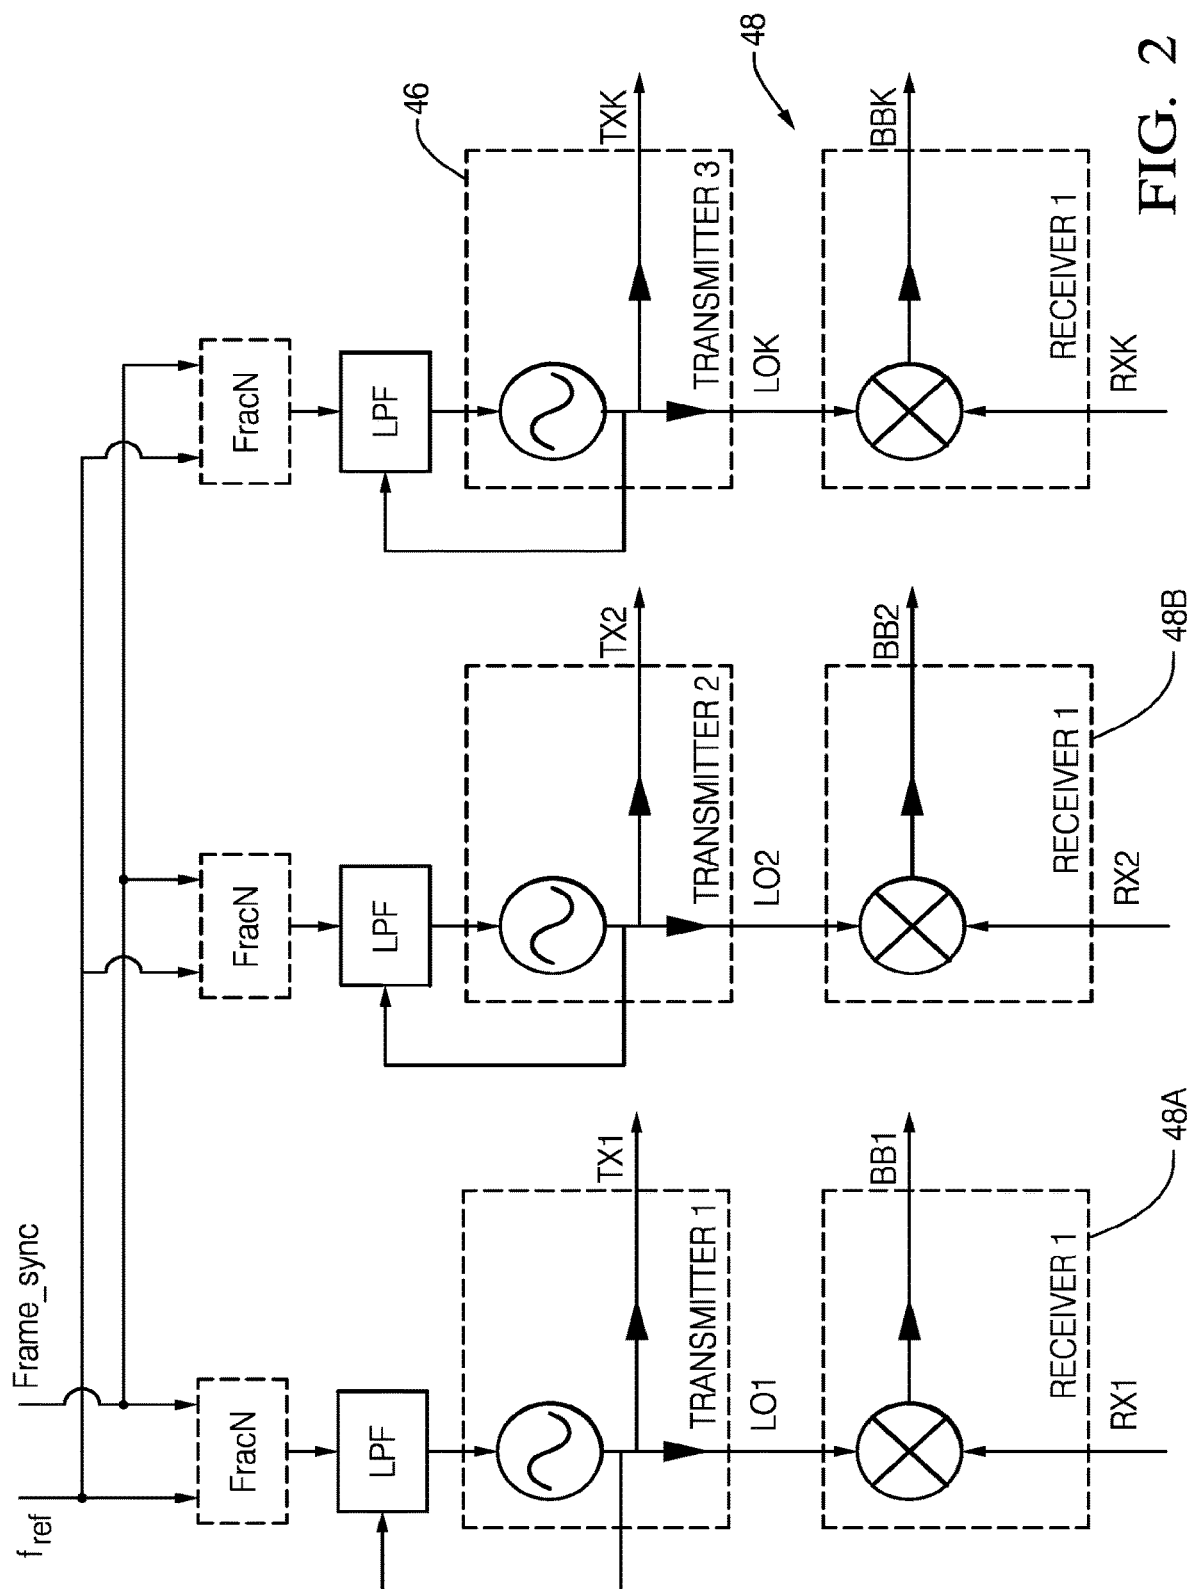 f_ref
Frame_sync
FracN
LPF
TRANSMITTER 1
TX1
LO1
RECEIVER 1
BB1
RX1
48A
FracN
LPF
TRANSMITTER 2
TX2
LO2
RECEIVER 1
BB2
RX2
48B
FracN
LPF
46
TRANSMITTER 3
TXK
LOK
48
RECEIVER 1
BBK
RXK
FIG. 2